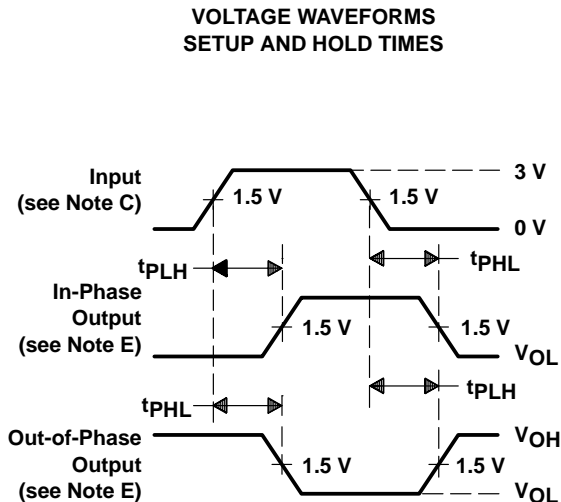 VOLTAGE WAVEFORMS
SETUP AND HOLD TIMES
Input
(see Note C)
1.5 V
1.5 V
3 V
0 V
tPLH
tPHL
In-Phase
Output
(see Note E)
1.5 V
1.5 V
VOL
tPHL
tPLH
Out-of-Phase
Output
(see Note E)
1.5 V
1.5 V
VOH
VOL